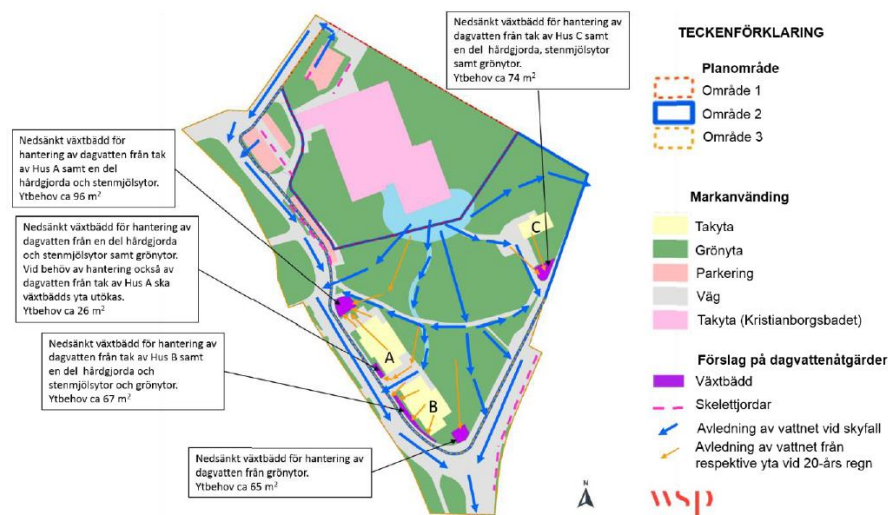 Nedsänkt växtbädd för hantering av
dagvatten från tak av Hus C samt
en del hårdgjorda, stenmjölsytor
samt grönytor.
Ytbehov ca 74 m²
Nedsänkt växtbädd för
hantering av dagvatten från tak
av Hus A samt en del
hårdgjorda och stenmjölsytor.
Ytbehov ca 96 m²
Nedsänkt växtbädd för hantering av
dagvatten från en del hårdgjorda
och stenmjölsytor samt grönytor.
Vid behöv av hantering också av
dagvatten från tak av Hus A ska
växtbädds yta utökas.
Ytbehov ca 26 m²
Nedsänkt växtbädd för hantering av
dagvatten från tak av Hus B samt
en del hårdgjorda och
stenmjölsytor och grönytor.
Ytbehov ca 67 m²
Nedsänkt växtbädd för hantering av
dagvatten från grönytor.
Ytbehov ca 65 m²
C
A
B
N
TECKENFÖRKLARING
Planområde
Område 1
Område 2
Område 3
Markanvänding
Takyta
Grönyta
Parkering
Väg
Takyta (Kristianborgsbadet)
Förslag på dagvattenåtgärder
Växtbädd
Skelettjordar
Avledning av vattnet vid skyfall
Avledning av vattnet från
respektive yta vid 20-års regn
wsp